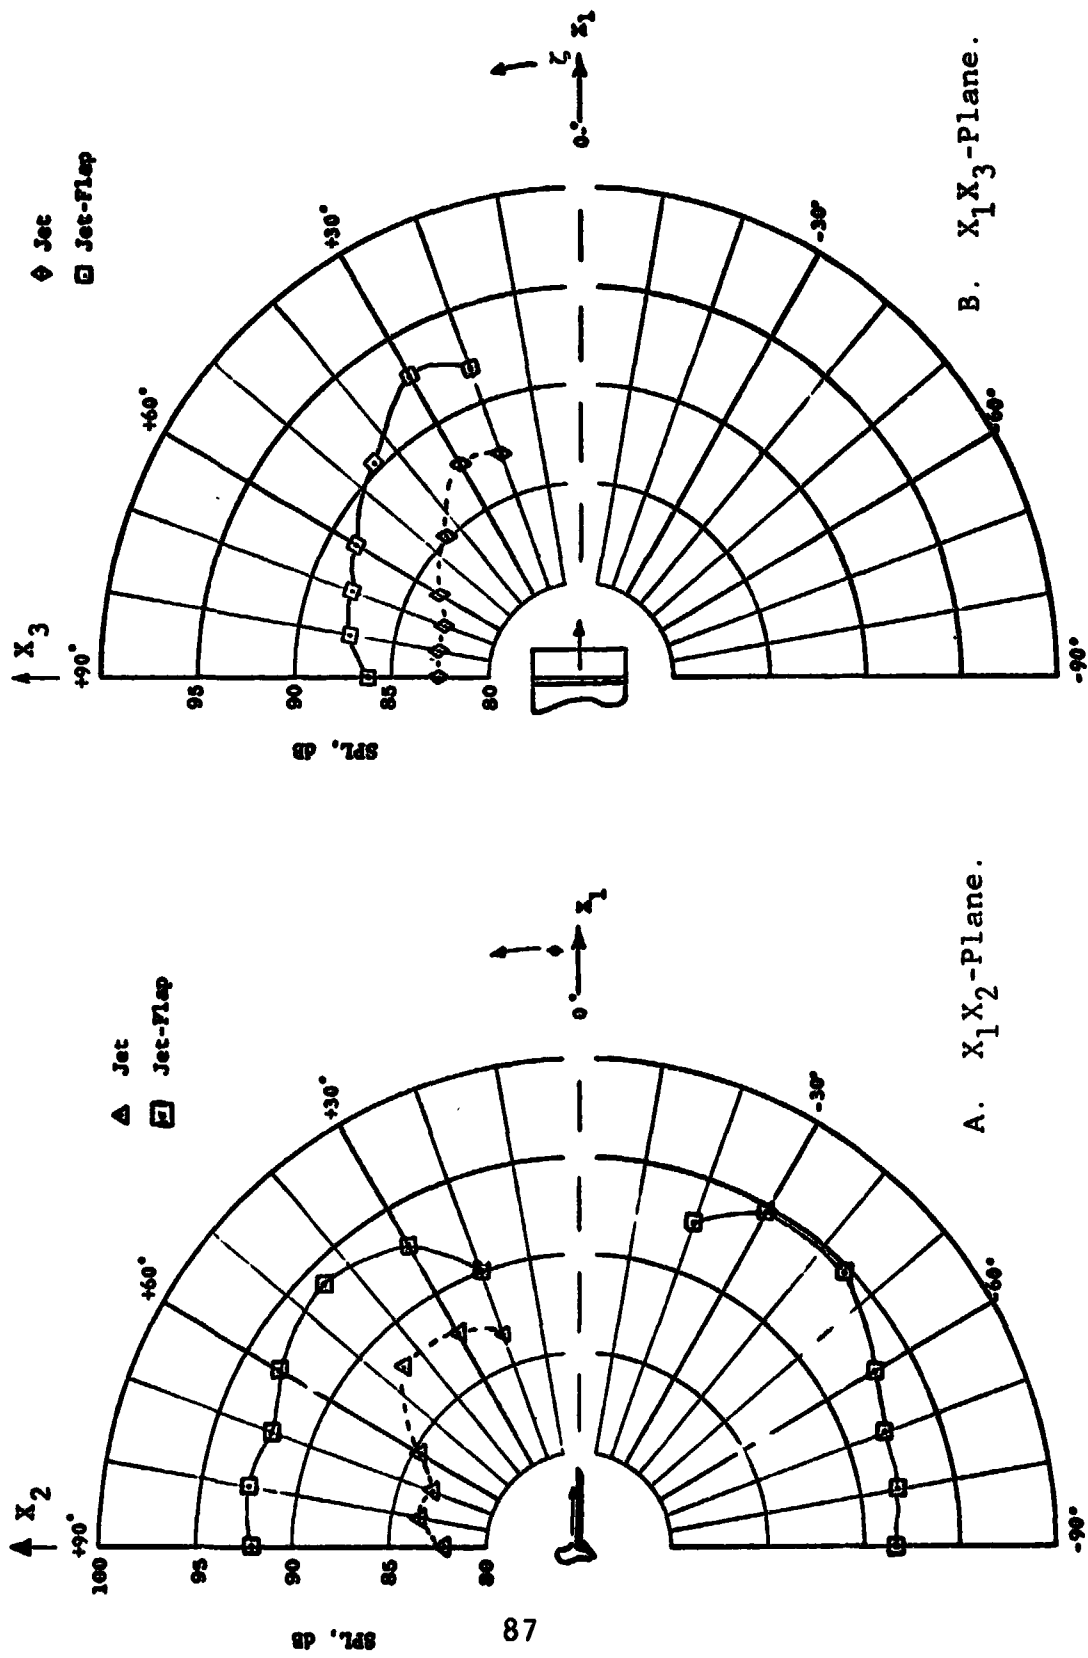 X2
+90°
100
95
90
85
80
SPL, dB
+60°
+30°
Jet
Jet-Flap
0°
ϕ
X1
-30°
-60°
-90°
A. X1X2-Plane.
X3
+90°
95
90
85
80
SPL, dB
+60°
+30°
Jet
Jet-Flap
0°
ζ
X1
-30°
-60°
-90°
B. X1X3-Plane.
87